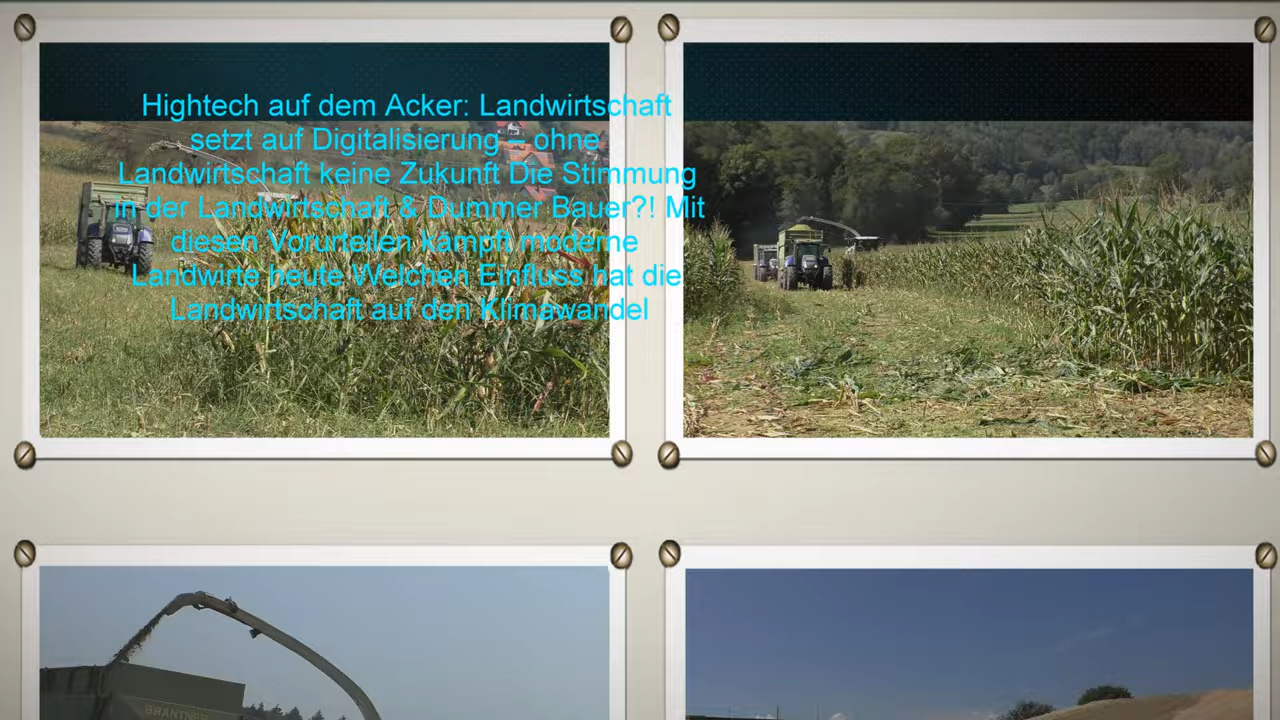 Hightech auf dem Acker: Landwirtschaft
setzt auf Digitalisierung – ohne
Landwirtschaft keine Zukunft Die Stimmung
in der Landwirtschaft & Dummer Bauer?! Mit
diesen Vorurteilen kämpft moderne
Landwirte heute Welchen Einfluss hat die
Landwirtschaft auf den Klimawandel
BRANTNER